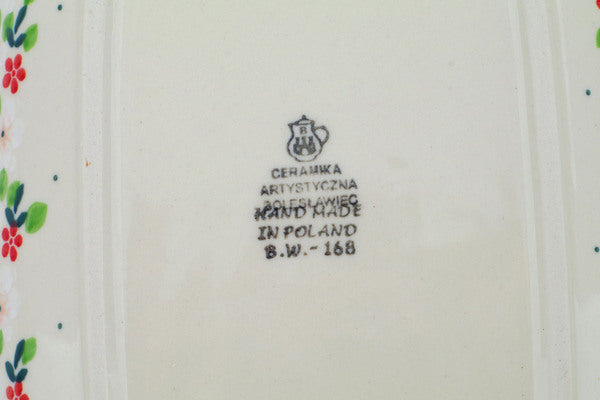 B
CERAMIKA
ARTYSTYCZNA
BOLESŁAWIEC
HAND MADE
IN POLAND
B.W.-168